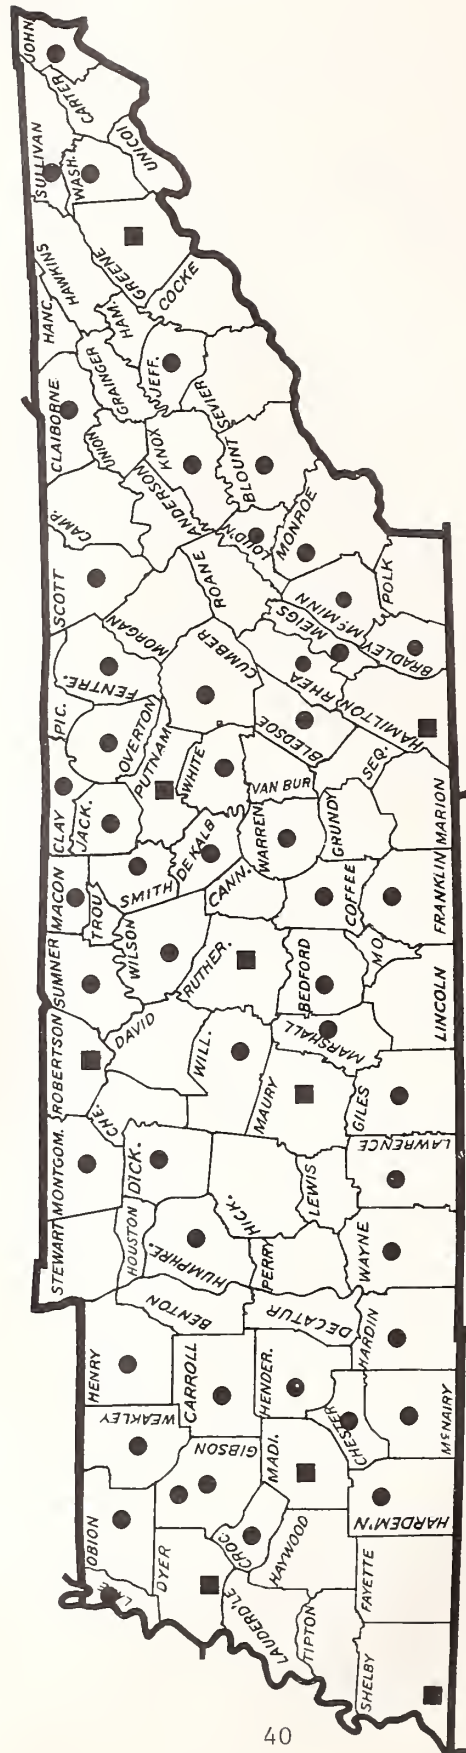 JOHN.
CARTER
SULLIVAN
WASH.
UNICOI
GREENE
COCKE
HAWKINS
HANC.
HAM.
GRAINGER
JEFF.
SEVIER
CLAIBORNE
UNION
KNOX
BLOUNT
CAMP.
ANDERSON
LOUD'N
MONROE
SCOTT
MORGAN
ROANE
McMINN
POLK
MEIGS
BRADLEY
FENTRE.
CUMBER
RHEA
HAMILTON
PIC.
OVERTON
PUTNAM
WHITE
BLEDSOE
SEQ.
CLAY
JACK.
VAN BUR
DEKALB
WARREN
GRUNDY
MARION
MACON
TROU
SMITH
CANN.
COFFEE
FRANKLIN
SUMNER
WILSON
RUTHER.
BEDFORD
MO.
LINCOLN
ROBERTSON
DAVID
WILL.
MARSHALL
MAURY
GILES
MONTGOM.
CHE.
DICK.
HICK.
LEWIS
LAWRENCE
STEWART
HOUSTON
HUMPHRE.
PERRY
WAYNE
BENTON
DECATUR
HARDIN
HENRY
CARROLL
HENDER.
CHESTER
McNAIRY
WEAKLEY
GIBSON
MADI.
HARDEM'N
OBION
CROC.
HAYWOOD
FAYETTE
DYER
LAUDERD'LE
TIPTON
SHELBY
40